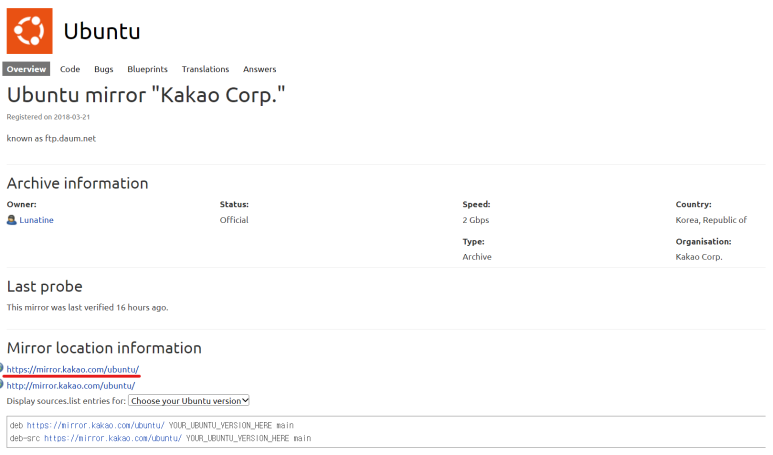 Ubuntu
Overview Code Bugs Blueprints Translations Answers
Ubuntu mirror "Kakao Corp."
Registered on 2018-03-21
known as ftp.daum.net
Archive information
Owner: Status: Speed: Country:
Lunatine Official 2 Gbps Korea, Republic of
Type: Organisation:
Archive Kakao Corp.
Last probe
This mirror was last verified 16 hours ago.
Mirror location information
https://mirror.kakao.com/ubuntu/
http://mirror.kakao.com/ubuntu/
Display sources.list entries for: Choose your Ubuntu version
deb https://mirror.kakao.com/ubuntu/ YOUR_UBUNTU_VERSION_HERE main
deb-src https://mirror.kakao.com/ubuntu/ YOUR_UBUNTU_VERSION_HERE main